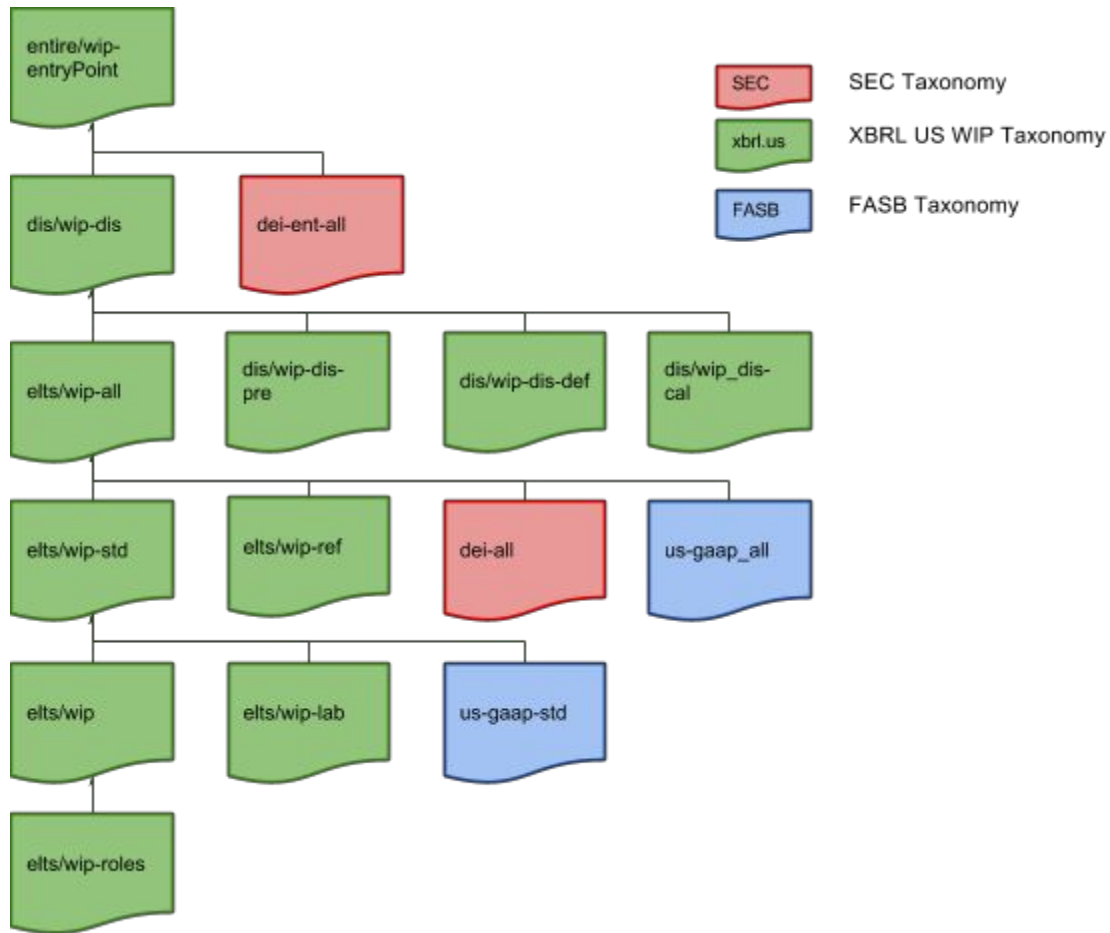 entire/wip-
entryPoint
SEC
SEC Taxonomy
xbrl.us
XBRL US WIP Taxonomy
FASB
FASB Taxonomy
dis/wip-dis
dei-ent-all
elts/wip-all
dis/wip-dis-
pre
dis/wip-dis-def
dis/wip_dis-
cal
elts/wip-std
elts/wip-ref
dei-all
us-gaap_all
elts/wip
elts/wip-lab
us-gaap-std
elts/wip-roles